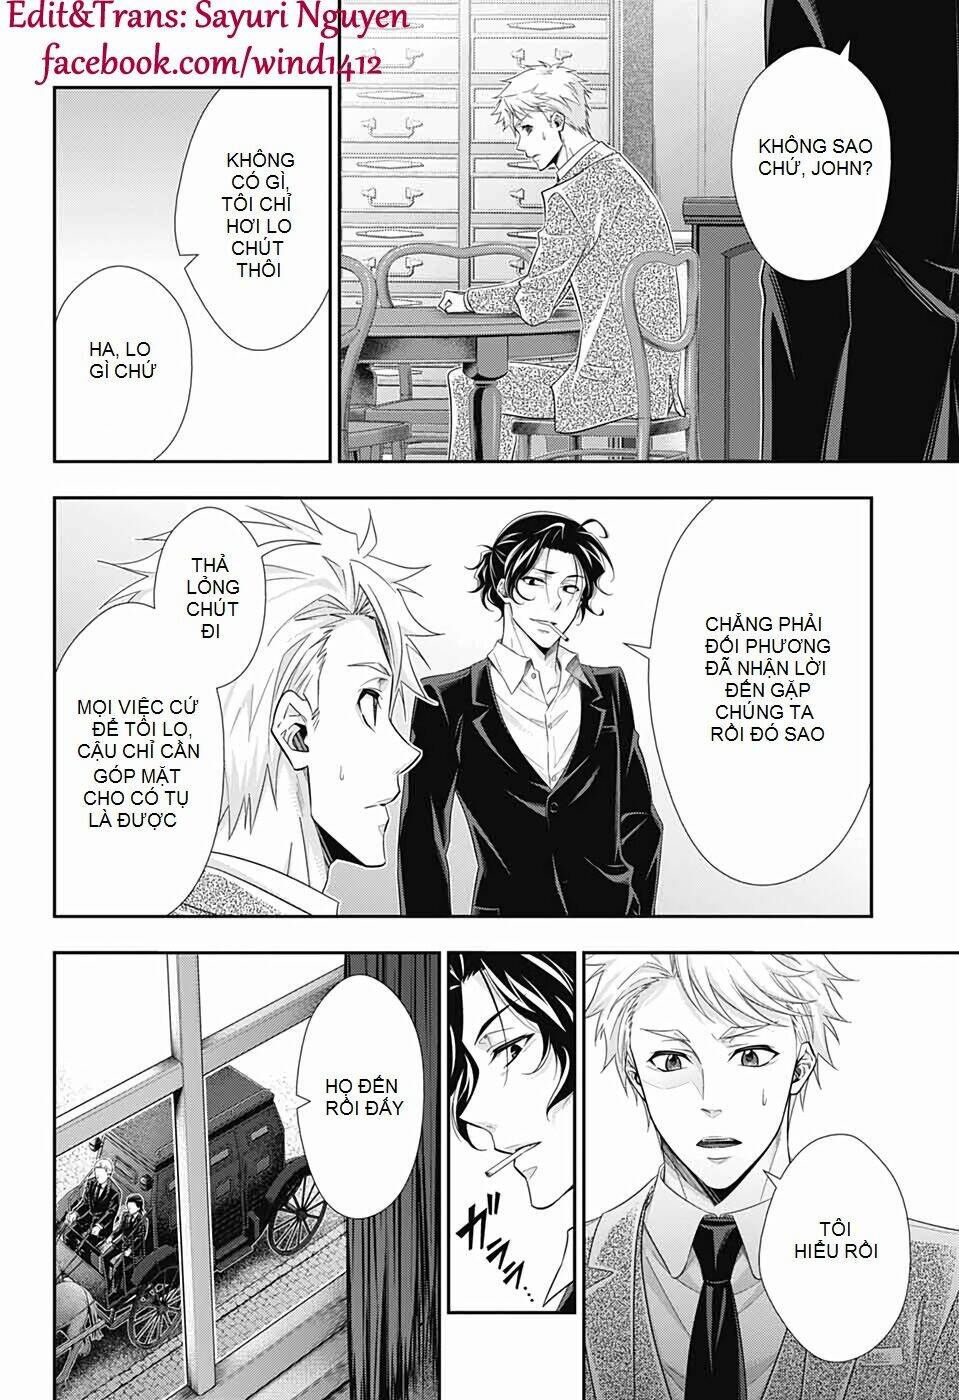 Edit&Trans: Sayuri Nguyen
facebook.com/wind1412
KHÔNG SAO
CHỨ, JOHN?
KHÔNG
CÓ GÌ,
TÔI CHỈ
HƠI LO
CHÚT
THÔI
HA, LO
GÌ CHỨ
CHẲNG PHẢI
ĐỐI PHƯƠNG
ĐÃ NHẬN LỜI
ĐẾN GẶP
CHÚNG TA
RỒI ĐÓ SAO
THẢ
LỎNG
CHÚT
ĐI
MỌI VIỆC CỨ
ĐỂ TÔI LO,
CẬU CHỈ CẦN
GÓP MẶT
CHO CÓ TỤ
LÀ ĐƯỢC
TÔI
HIỂU RỒI
ガラ…
HỌ ĐẾN
RỒI ĐẤY